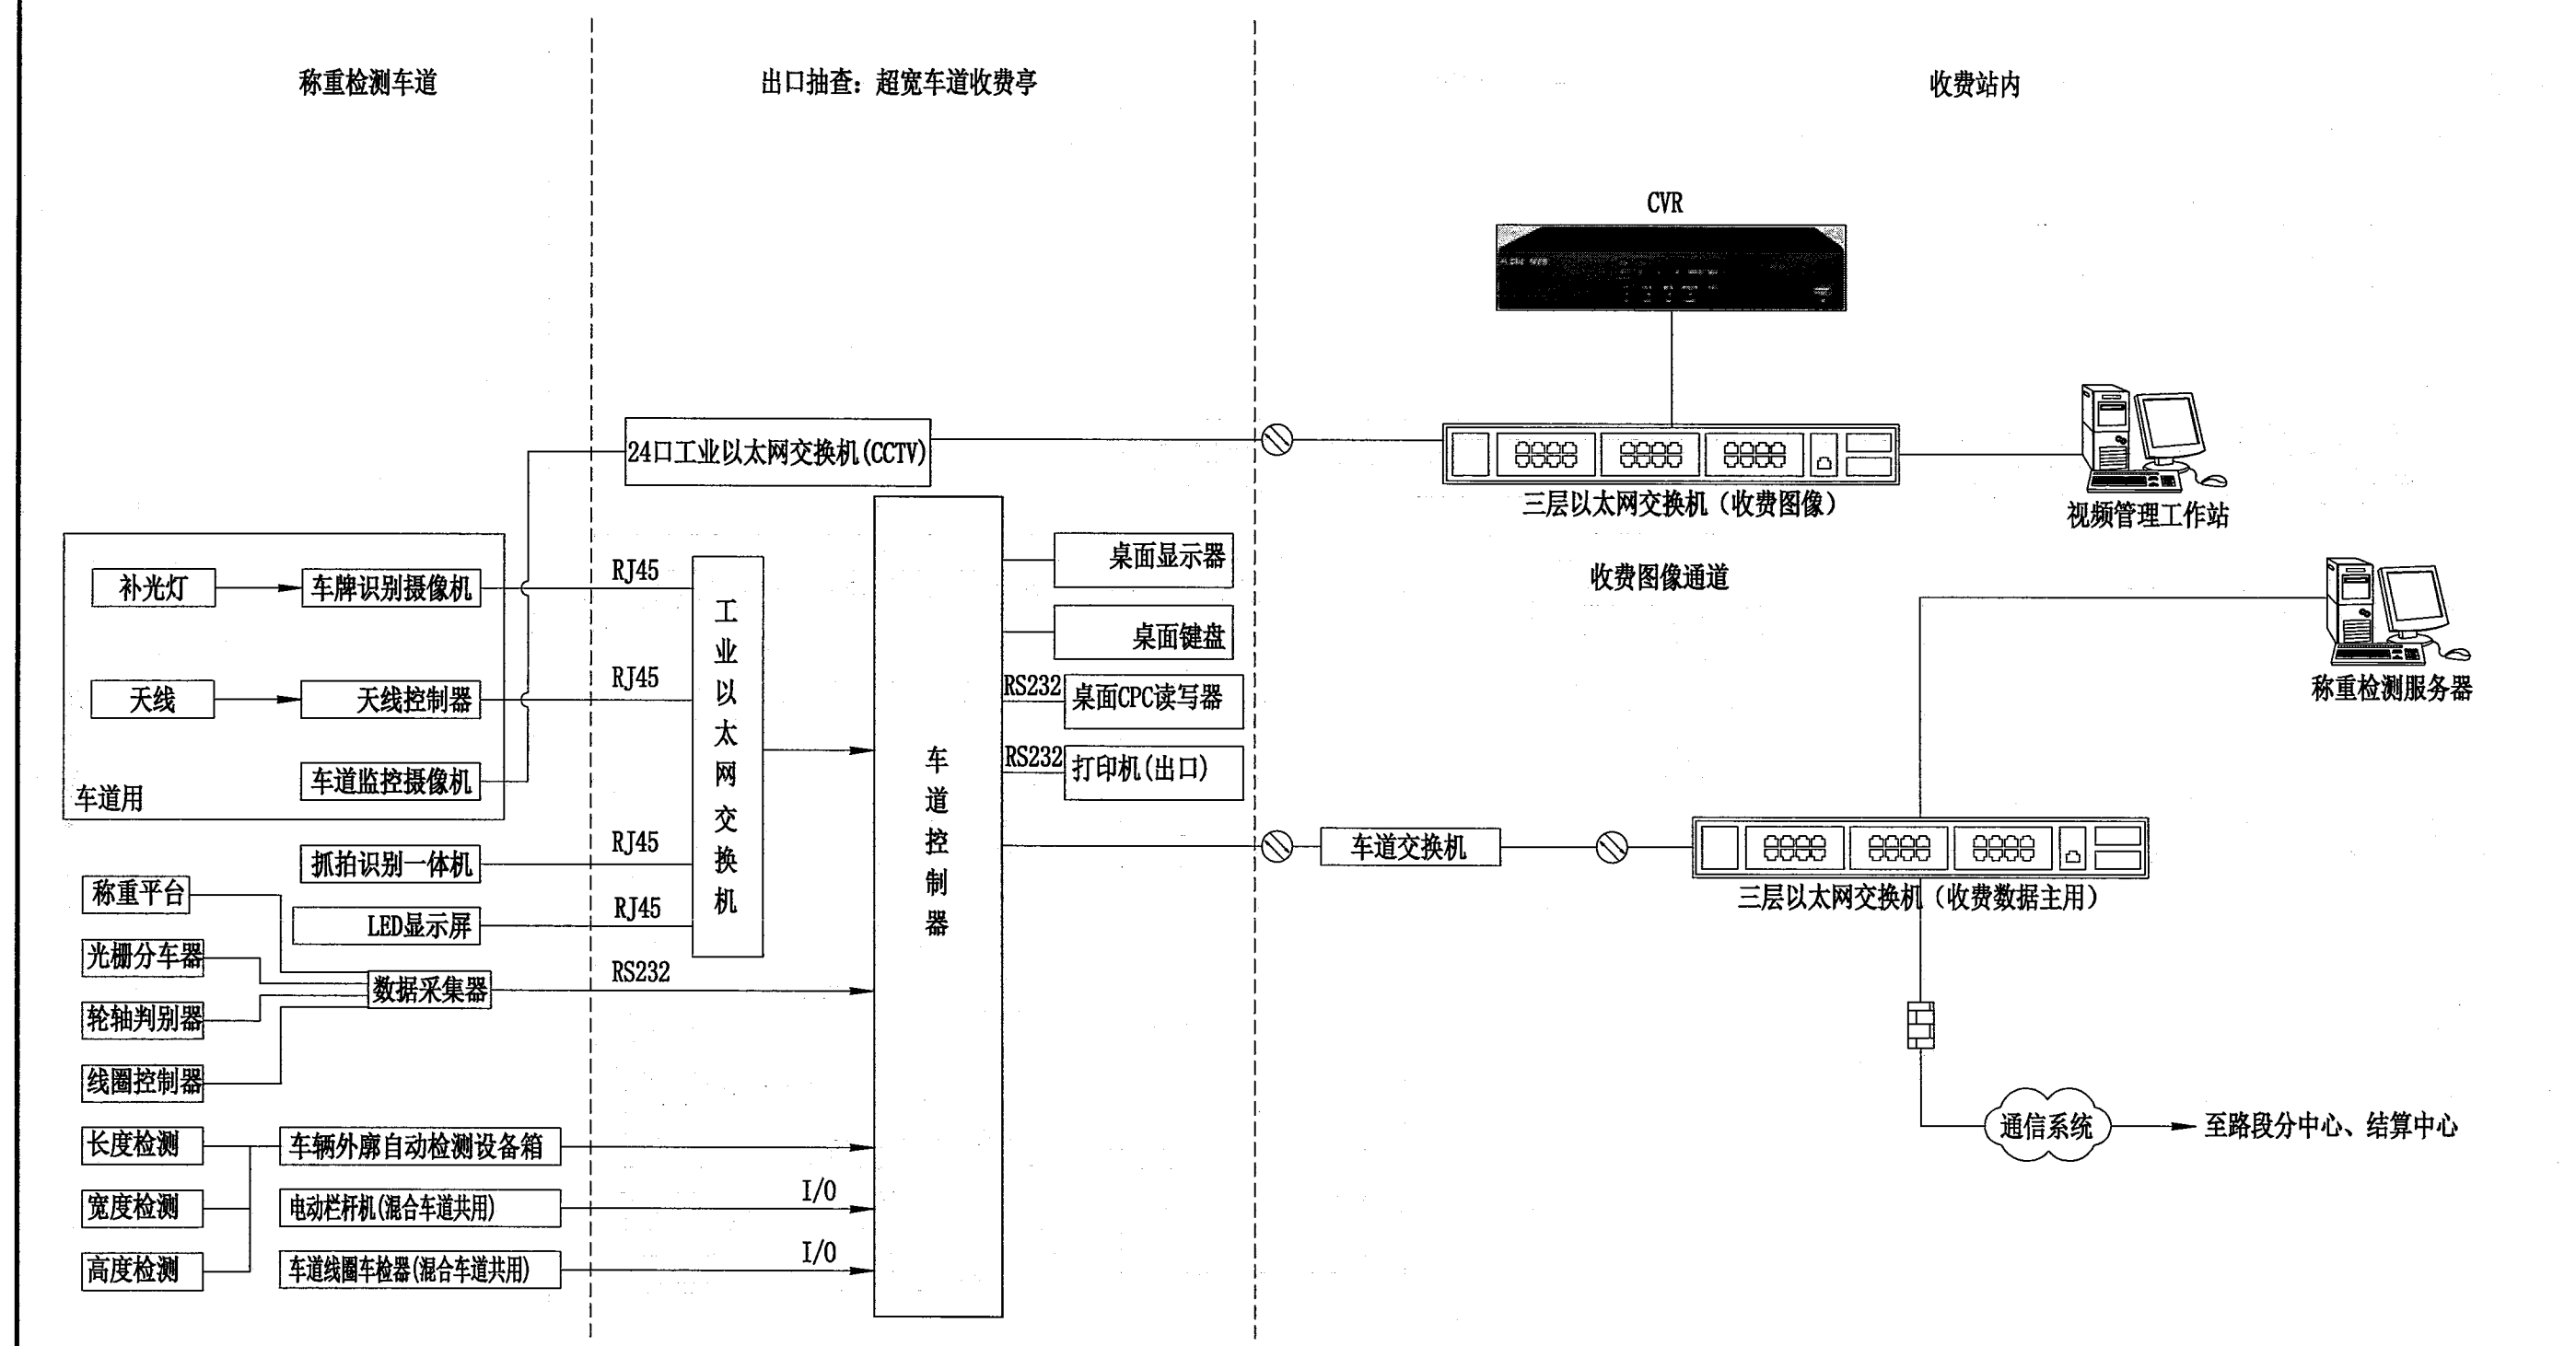 称重检测车道
出口抽查：超宽车道收费亭
收费站内
CVR
24口工业以太网交换机(CCTV)
三层以太网交换机（收费图像）
视频管理工作站
收费图像通道
补光灯
车牌识别摄像机
RJ45
天线
天线控制器
RJ45
车道监控摄像机
车道用
抓拍识别一体机
RJ45
LED显示屏
RJ45
称重平台
光栅分车器
轮轴判别器
线圈控制器
数据采集器
RS232
长度检测
宽度检测
高度检测
车辆外廓自动检测设备箱
电动栏杆机(混合车道共用)
I/O
车道线圈车检器(混合车道共用)
I/O
工业以太网交换机
车道控制器
桌面显示器
桌面键盘
RS232
桌面CPC读写器
RS232
打印机(出口)
车道交换机
称重检测服务器
三层以太网交换机（收费数据主用）
通信系统
至路段分中心、结算中心